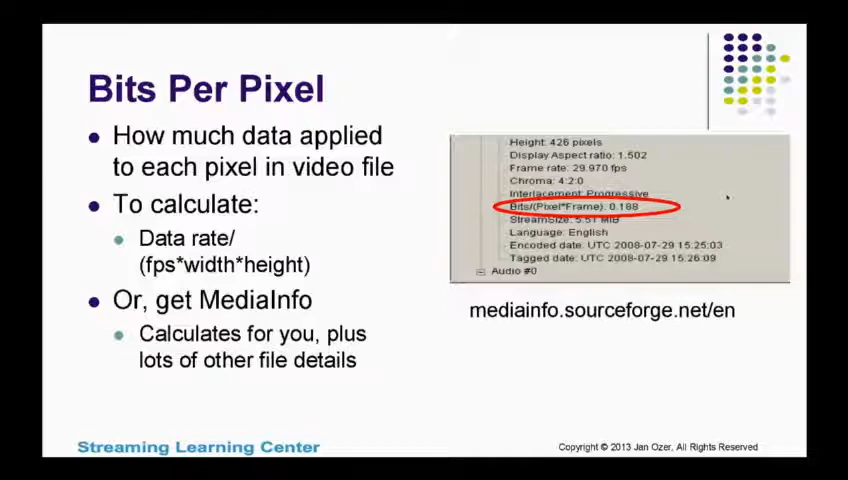 Bits Per Pixel
How much data applied
to each pixel in video file
To calculate:
Data rate/
(fps*width*height)
Or, get MediaInfo
Calculates for you, plus
lots of other file details
Height: 426 pixels
Display Aspect ratio: 1.502
Frame rate: 29.970 fps
Chroma: 4:2:0
Interlacement: Progressive
Bits/(Pixel*Frame): 0.188
StreamSize: 5.51 MiB
Language: English
Encoded date: UTC 2008-07-29 15:25:03
Tagged date: UTC 2008-07-29 15:26:09
Audio #0
mediainfo.sourceforge.net/en
Streaming Learning Center
Copyright © 2013 Jan Ozer, All Rights Reserved